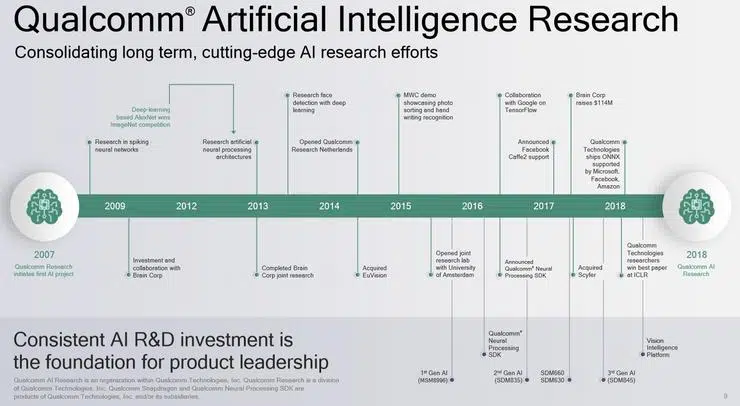 Qualcomm® Artificial Intelligence Research
Consolidating long term, cutting-edge AI research efforts
Deep-learning
based AlexNet wins
ImageNet competition
Research in spiking
neural networks
Research artificial
neural processing
architectures
Research face
detection with deep
learning
Opened Qualcomm
Research Netherlands
MWC demo
showcasing photo
sorting and hand
writing recognition
Collaboration
with Google on
TensorFlow
Announced
Facebook
Caffe2 support
Brain Corp
raises $114M
Qualcomm
Technologies
ships ONNX
supported
by Microsoft,
Facebook,
Amazon
2009
2012
2013
2014
2015
2016
2017
2018
2007
Qualcomm Research
initiates first AI project
Investment and
collaboration with
Brain Corp
Completed Brain
Corp joint research
Acquired
EuVision
Opened joint
research lab with
University of
Amsterdam
Announced
Qualcomm® Neural
Processing SDK
Acquired
Scyfer
Qualcomm
Technologies
researchers
win best paper
at ICLR
2018
Qualcomm AI
Research
Consistent AI R&D investment is
the foundation for product leadership
Qualcomm®
Neural
Processing
SDK
Vision
Intelligence
Platform
1st Gen AI
(MSM8996)
2nd Gen AI
(SDM835)
SDM660
SDM630
3rd Gen AI
(SDM845)
Qualcomm AI Research is an organization within Qualcomm Technologies, Inc. Qualcomm Research is a division
of Qualcomm Technologies, Inc. Qualcomm Snapdragon and Qualcomm Neural Processing SDK are
products of Qualcomm Technologies, Inc. and/or its subsidiaries.
9